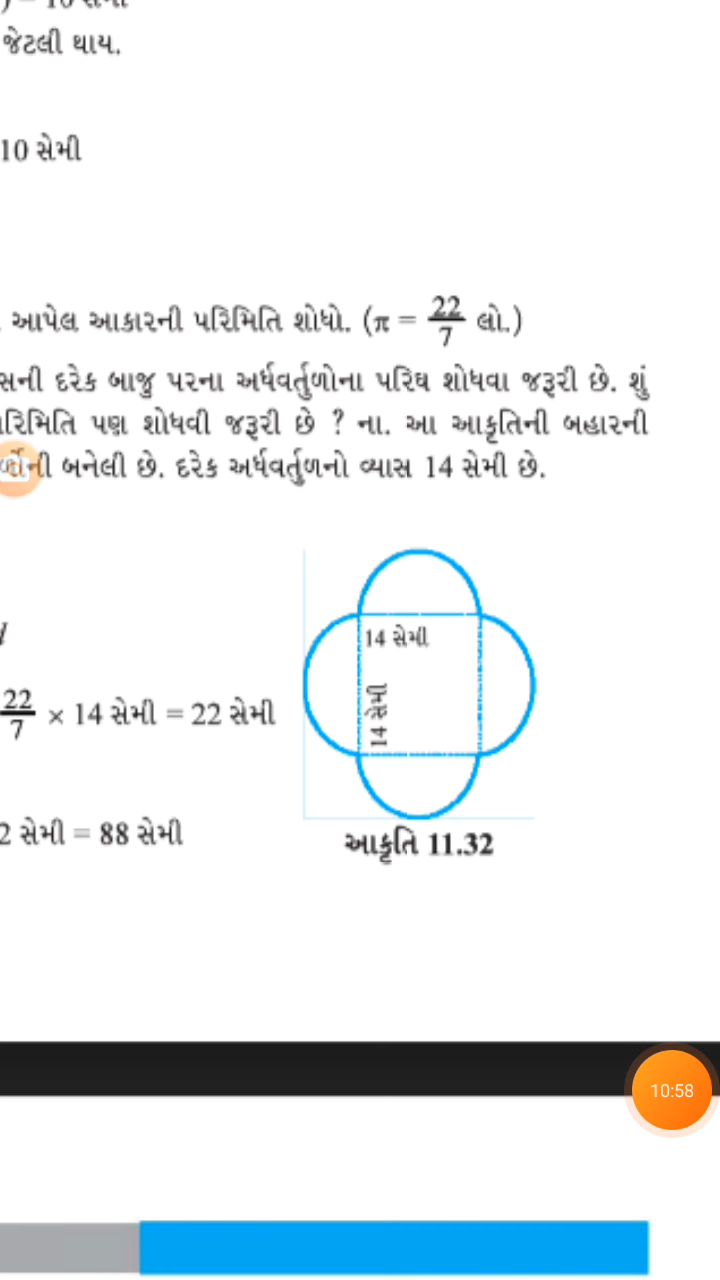 10 સેમી
જેટલી થાય.
10 સેમી
આપેલ આકારની પરિમિતિ શોધો. (π = 22/7 લો.)
દરેક બાજુ પરના અર્ધવર્તુળોના પરિઘ શોધવા જરૂરી છે. શું
પણ શોધવી જરૂરી છે ? ના. આ આકૃતિની બહારની
બનેલી છે. દરેક અર્ધવર્તુળનો વ્યાસ 14 સેમી છે.
14 સેમી
14 સેમી
22/7 × 14 સેમી = 22 સેમી
2 સેમી = 88 સેમી
આકૃતિ 11.32
10:58